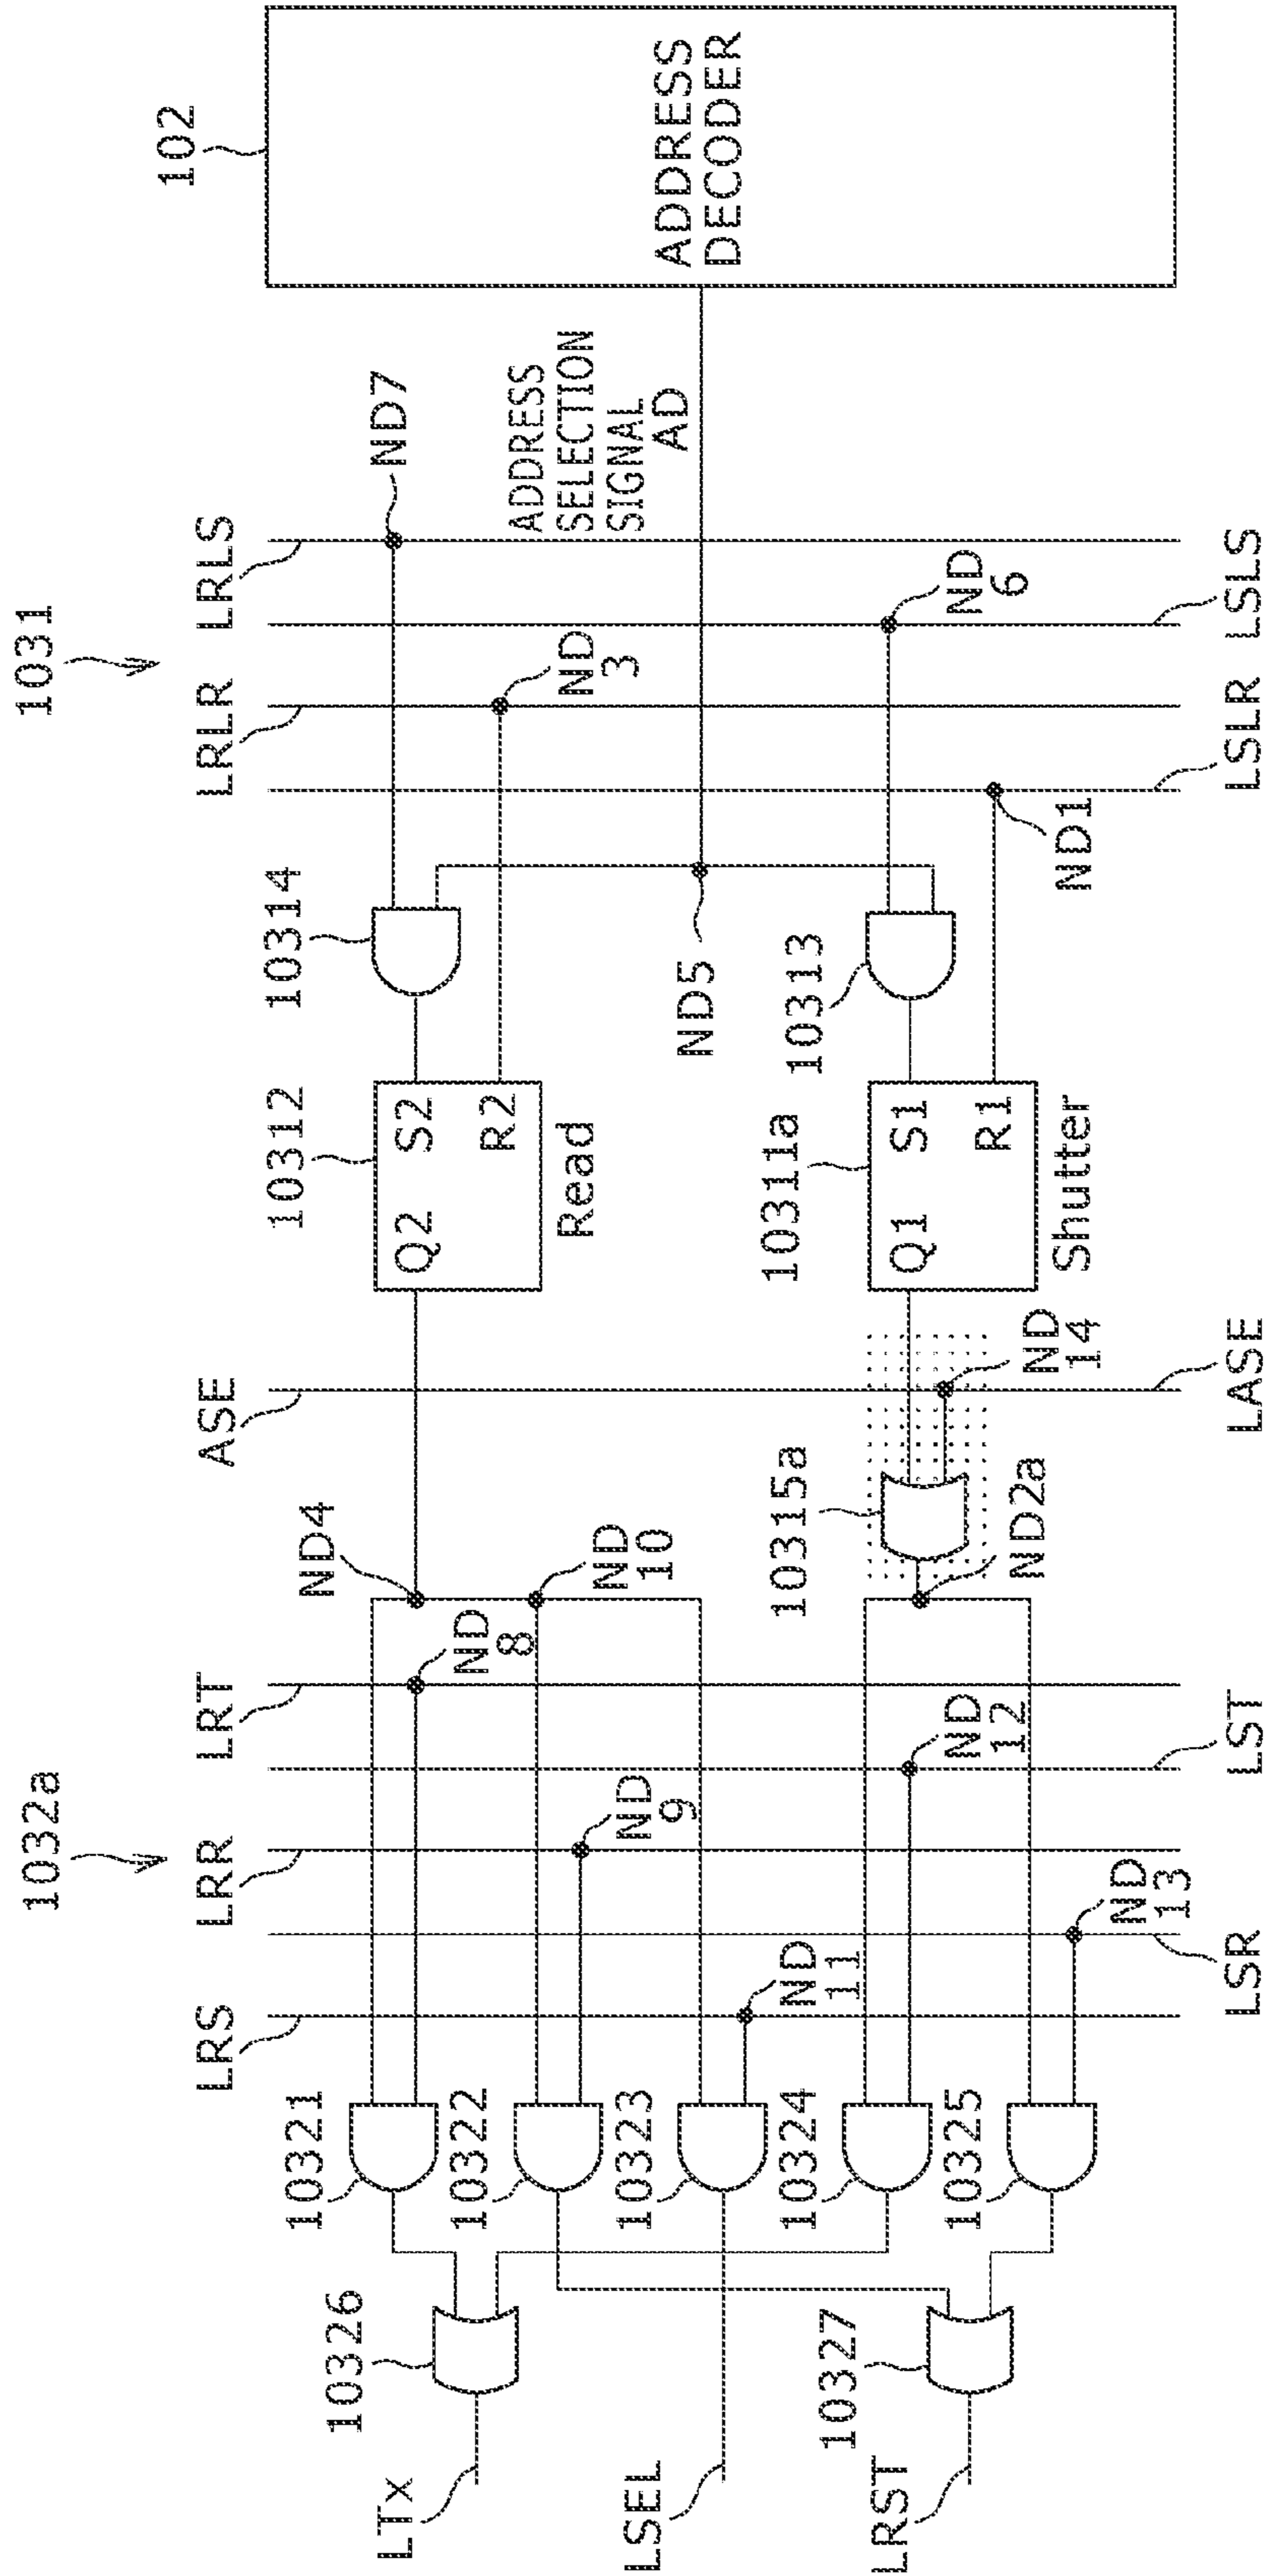 1032a
1031
LRS
LRR
LRT
ASE
LRLR
LRLS
102
10321
ND4
10312
10314
ND7
10326
LTx
ND
8
Q2
S2
R2
Read
10322
ND
9
ND
10
ND
3
ADDRESS
SELECTION
SIGNAL
AD
ADDRESS
DECODER
10323
LSEL
ND
11
ND5
10324
10315a
10311a
10313
10327
LRST
ND
12
Q1
S1
R1
Shutter
ND
6
10325
ND2a
ND
14
ND1
ND
13
LSR
LST
LASE
LSLR
LSLS